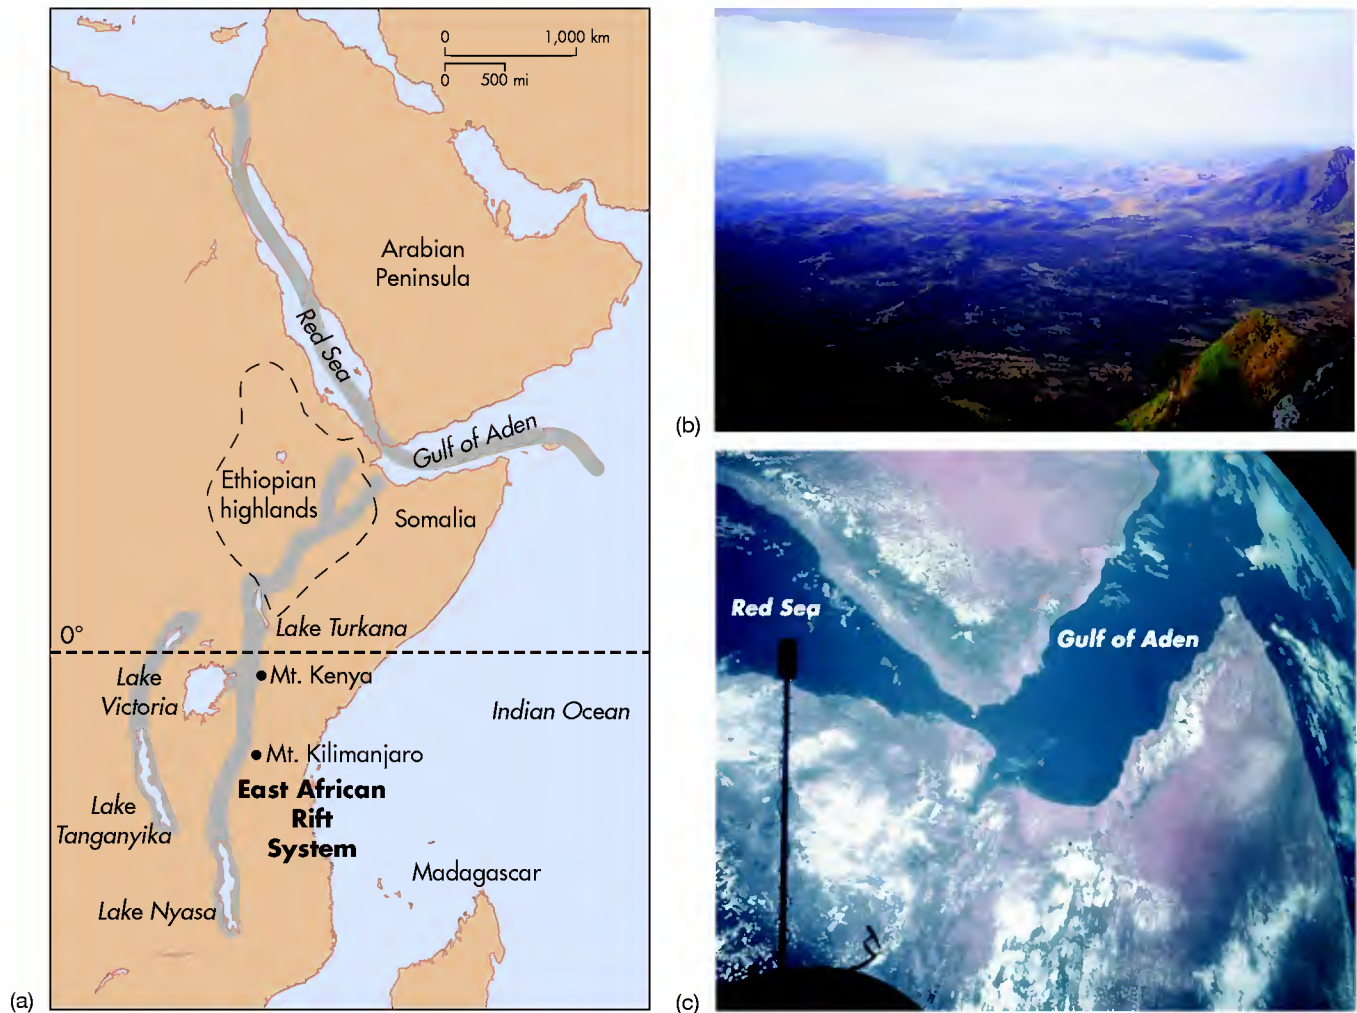 0 1,000 km
0 500 mi
Arabian
Peninsula
Red Sea
Gulf of Aden
Ethiopian
highlands
Somalia
0°
Lake Turkana
Lake
Victoria
Mt. Kenya
Indian Ocean
Mt. Kilimanjaro
East African
Rift
System
Lake
Tanganyika
Madagascar
Lake Nyasa
(a)
(b)
Red Sea
Gulf of Aden
(c)